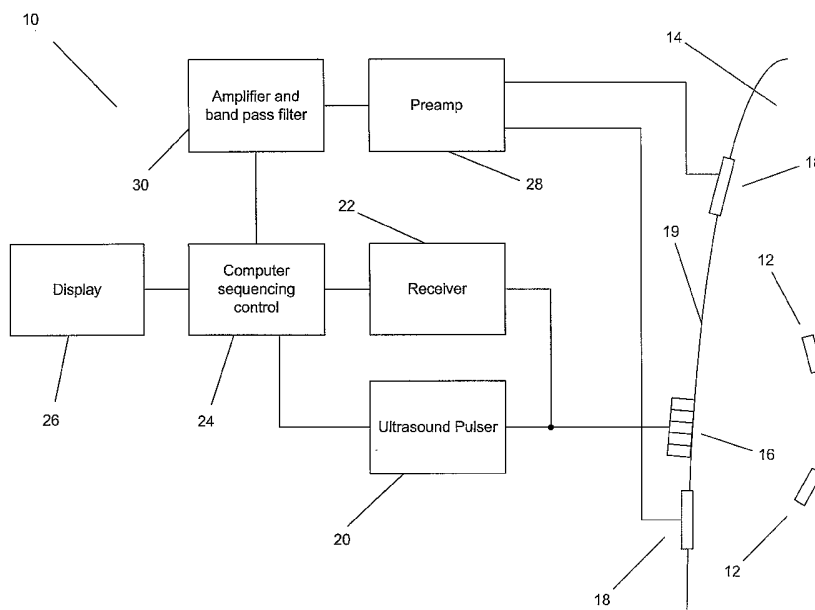 10
14
Amplifier and
band pass filter
Preamp
30
28
18
22
19
12
Display
Computer
sequencing
control
Receiver
26
24
Ultrasound Pulser
16
20
18
12